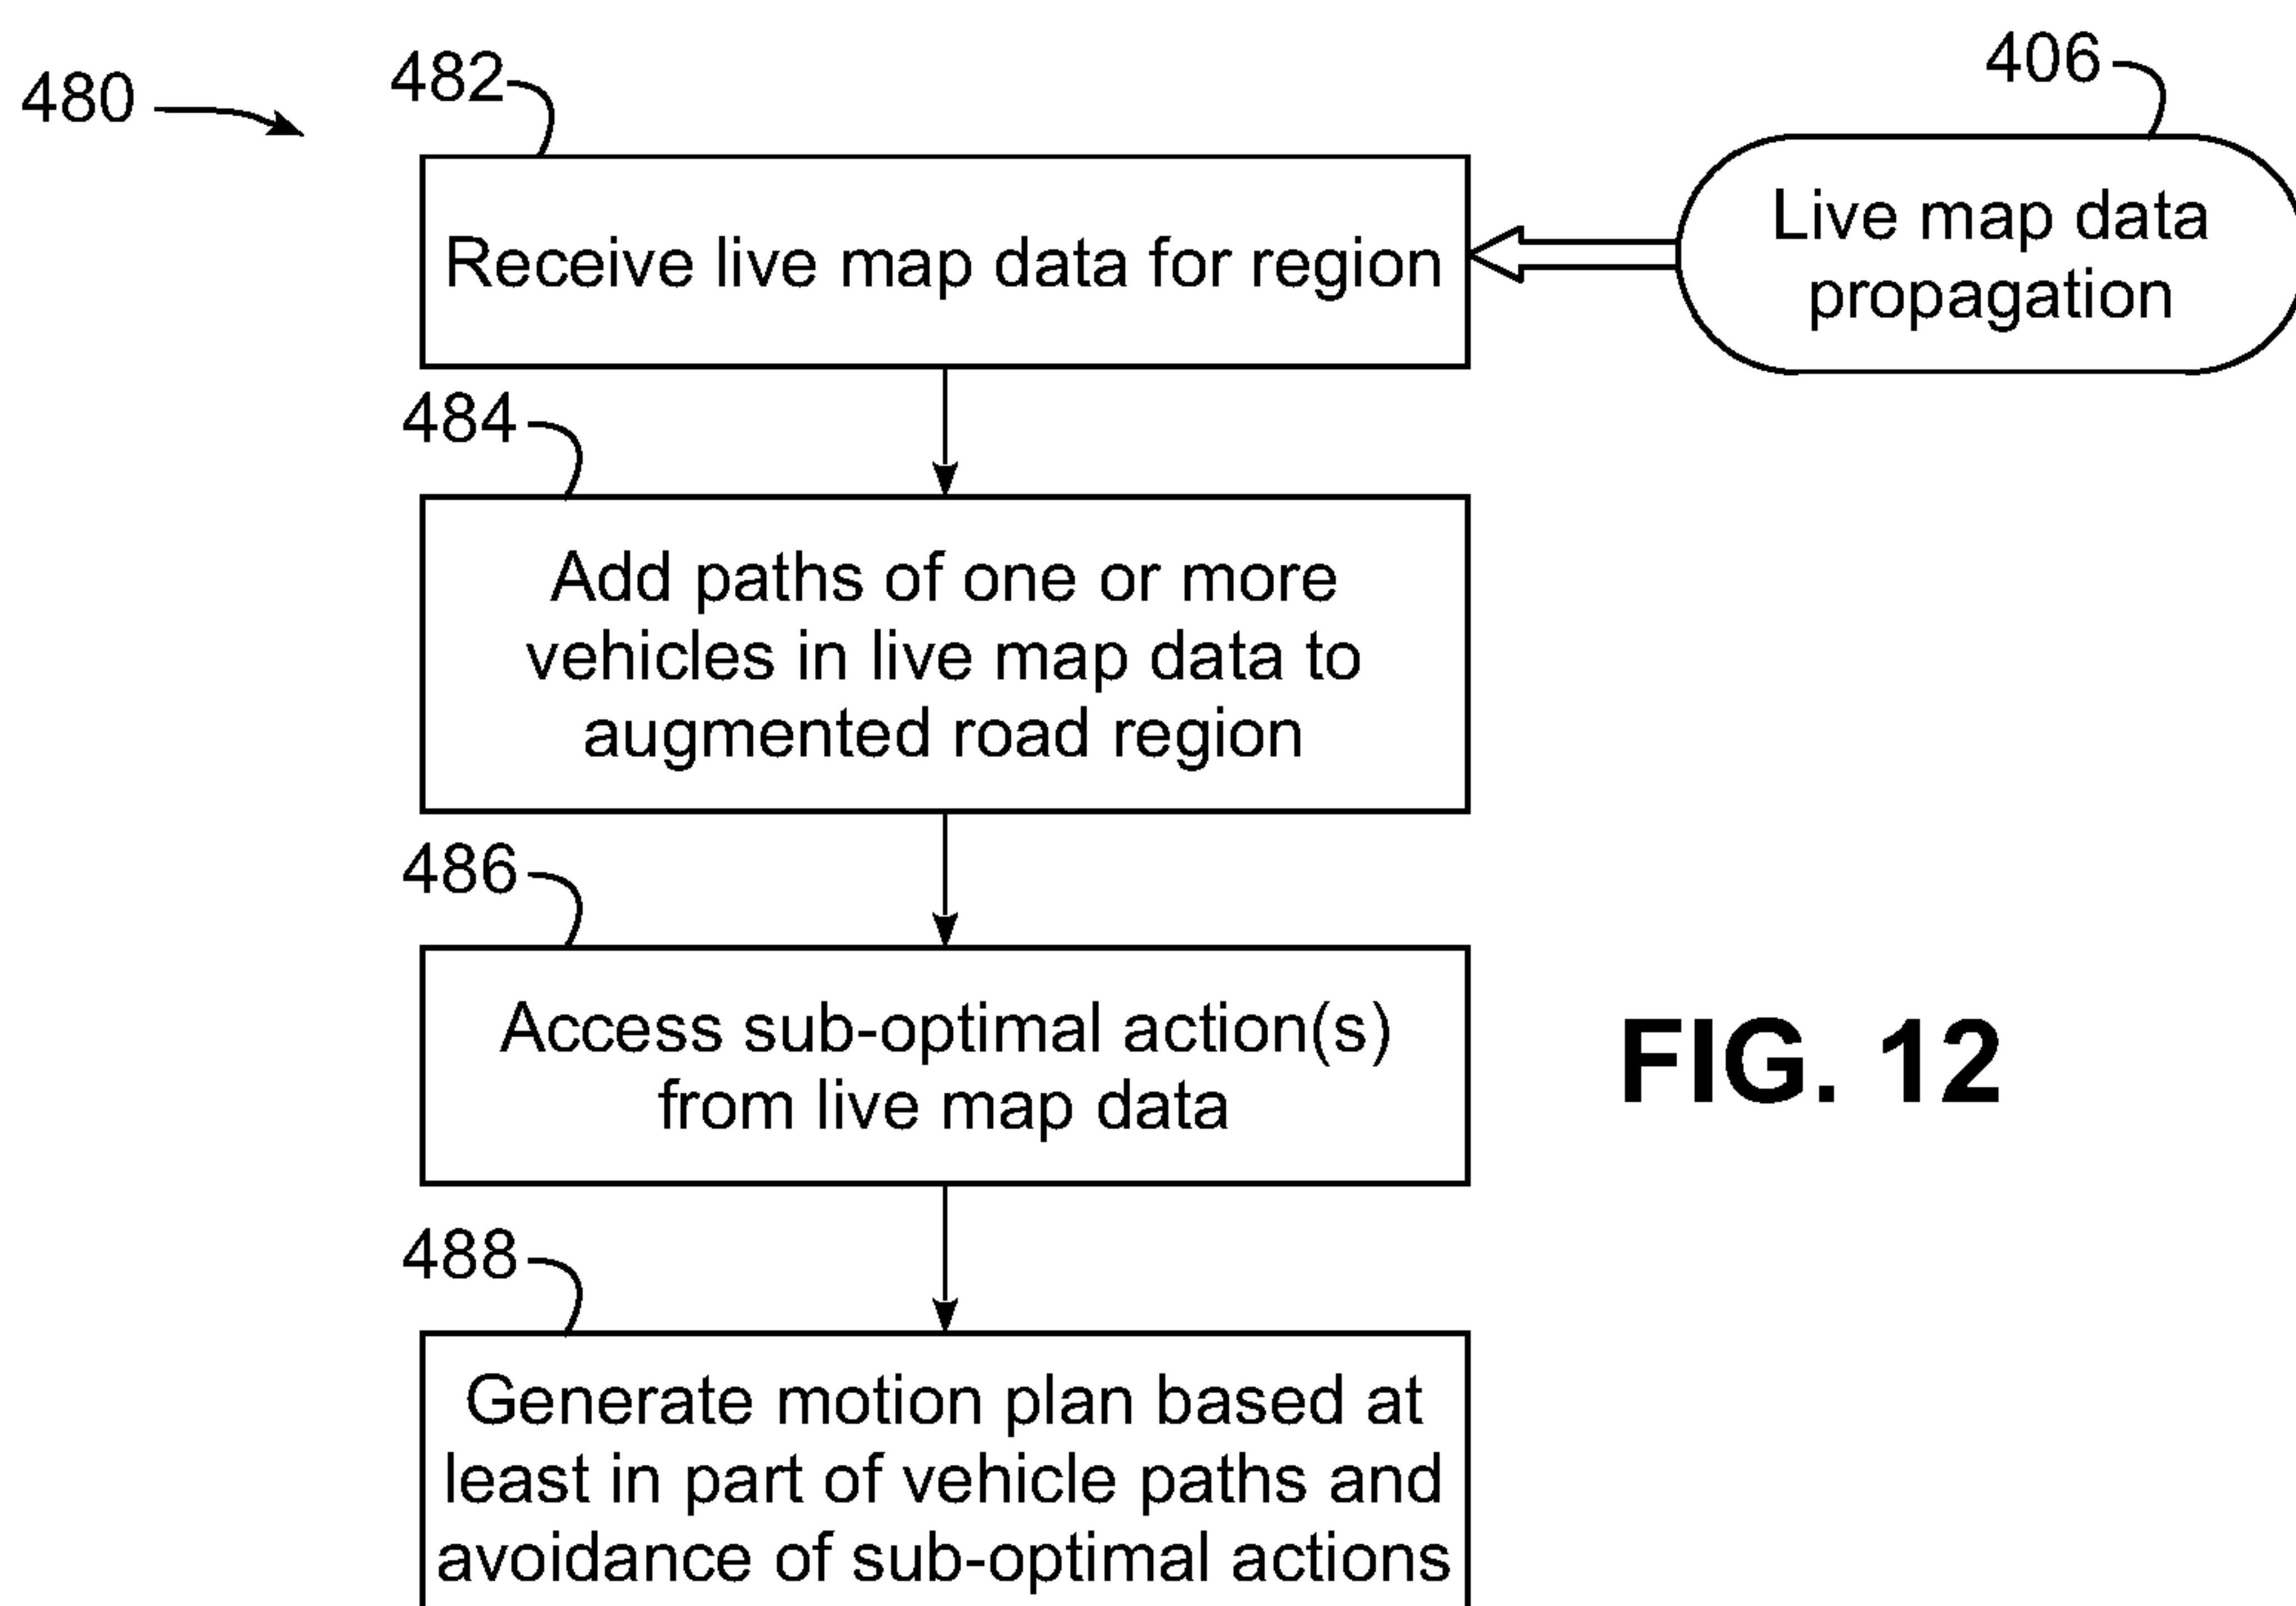 480
482
406
Receive live map data for region
Live map data
propagation
484
Add paths of one or more
vehicles in live map data to
augmented road region
486
Access sub-optimal action(s)
from live map data
FIG. 12
488
Generate motion plan based at
least in part of vehicle paths and
avoidance of sub-optimal actions